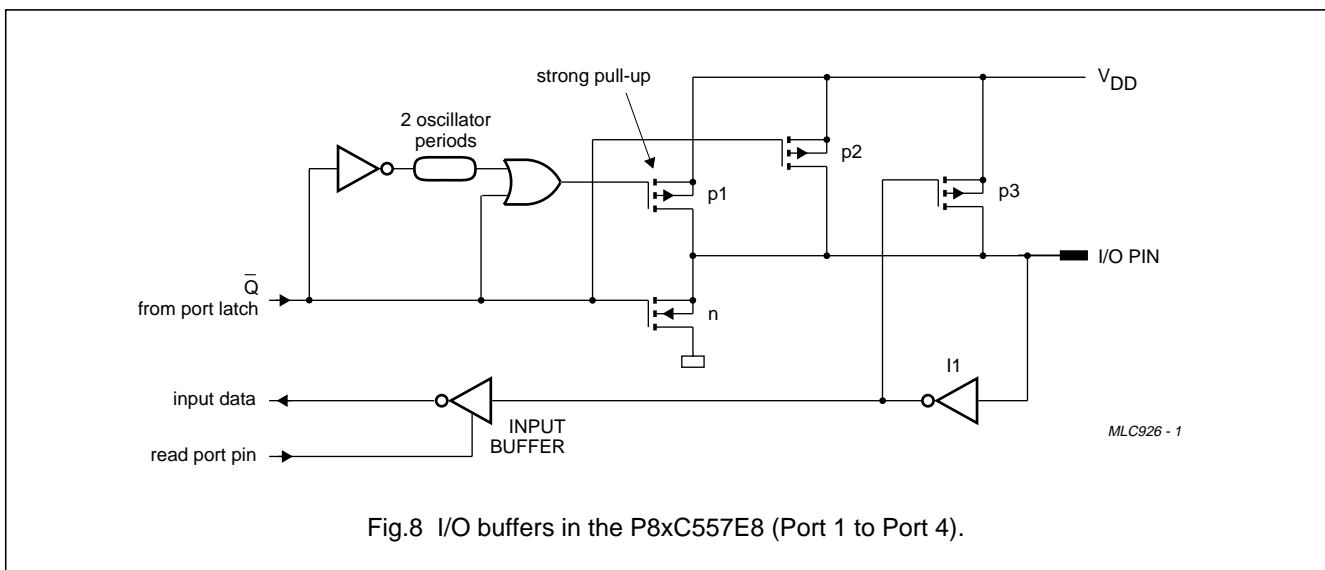 strong pull-up
V DD
2 oscillator
periods
p2
p1
p3
I/O PIN
Q̅
from port latch
n
I1
input data
INPUT
BUFFER
MLC926 - 1
read port pin
Fig.8 I/O buffers in the P8xC557E8 (Port 1 to Port 4).